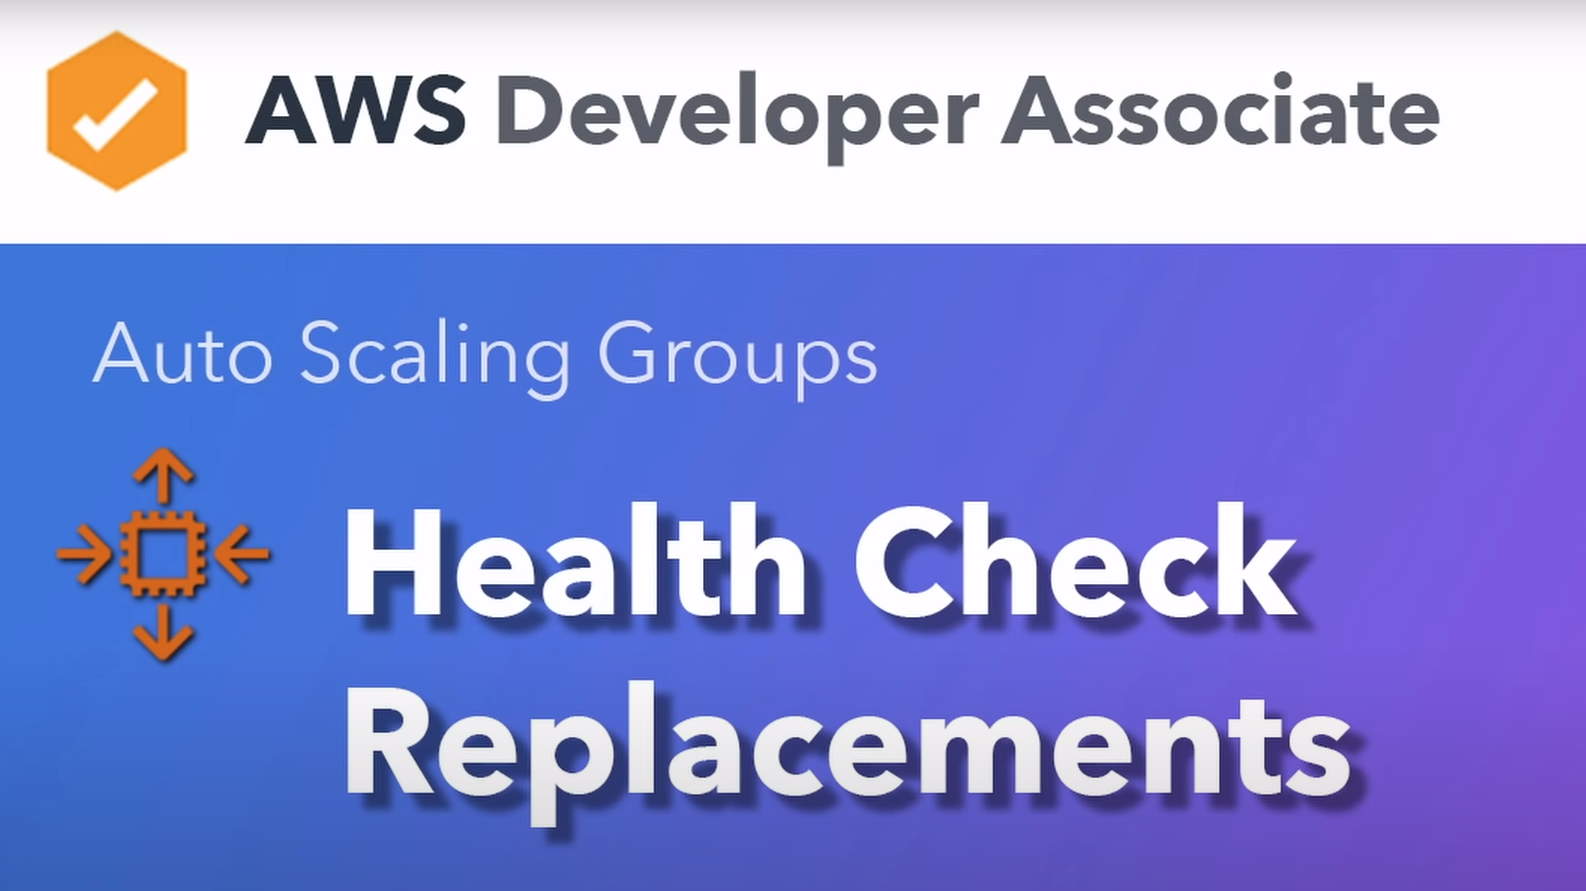 AWS Developer Associate
Auto Scaling Groups
Health Check
Replacements